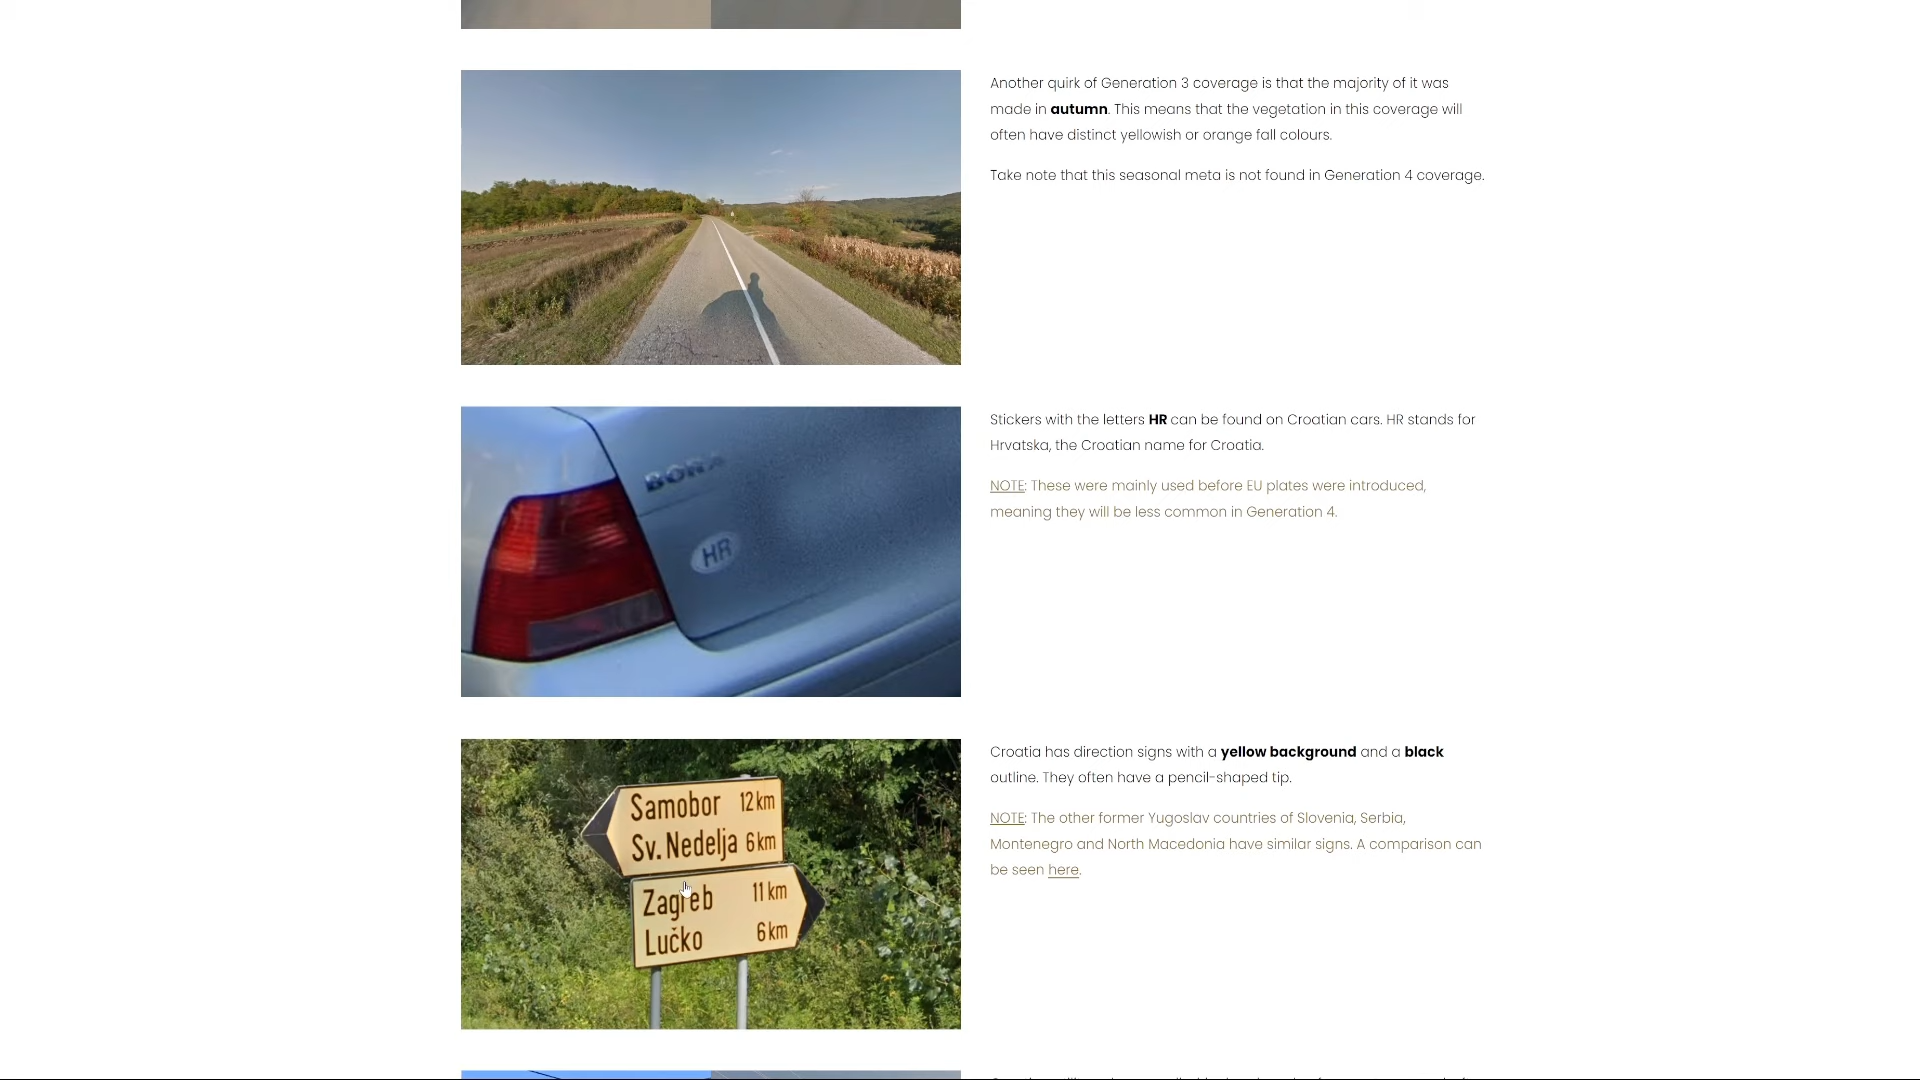 Another quirk of Generation 3 coverage is that the majority of it was
made in autumn. This means that the vegetation in this coverage will
often have distinct yellowish or orange fall colours.
Take note that this seasonal meta is not found in Generation 4 coverage.
BORA
HR
Stickers with the letters HR can be found on Croatian cars. HR stands for
Hrvatska, the Croatian name for Croatia.
NOTE: These were mainly used before EU plates were introduced,
meaning they will be less common in Generation 4.
Samobor 12 km
Sv. Nedelja 6 km
Zagreb 11 km
Lučko 6 km
Croatia has direction signs with a yellow background and a black
outline. They often have a pencil-shaped tip.
NOTE: The other former Yugoslav countries of Slovenia, Serbia,
Montenegro and North Macedonia have similar signs. A comparison can
be seen here.